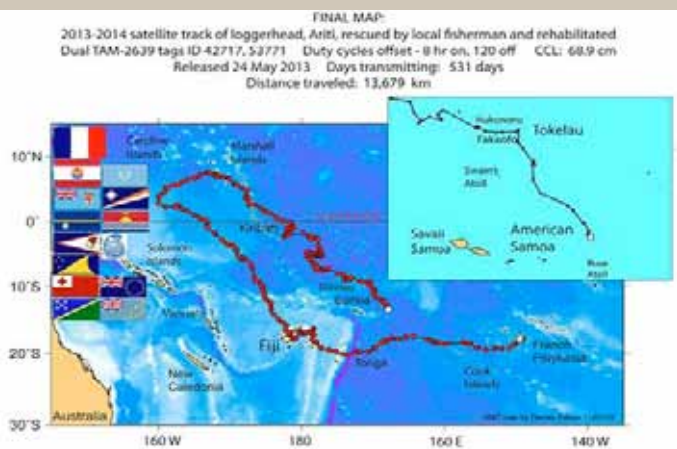 FINAL MAP:
2013-2014 satellite track of loggerhead, Ariti, rescued by local fisherman and rehabilitated
Dual TAM-2639 tags ID 42717, 53771 Duty cycles offset - 8 hr on, 120 off CCL: 68.9 cm
Released 24 May 2013 Days transmitting: 531 days
Distance traveled: 13,679 km
Tokelau
Fakaofo
Swains
Atoll
Savaii
Samoa
American
Samoa
Rose
Atoll
10°N
0°
10°S
20°S
30°S
Caroline
Islands
Marshall
Islands
Kiribati
Solomon
Islands
Samoa
Fiji
Tonga
New
Caledonia
Cook
Islands
French
Polynesia
Australia
160 W
180
160 E
140 W